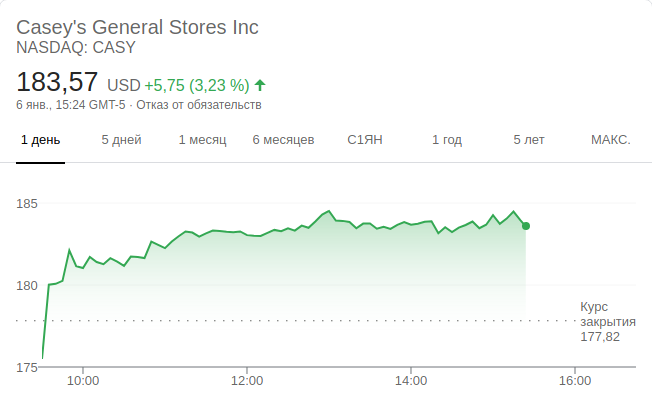 Casey's General Stores Inc
NASDAQ: CASY
183,57 USD +5,75 (3,23 %)
6 янв., 15:24 GMT-5 · Отказ от обязательств
1 день 5 дней 1 месяц 6 месяцев С1ЯН 1 год 5 лет МАКС.
185
180
Курс
закрытия
177,82
175
10:00 12:00 14:00 16:00